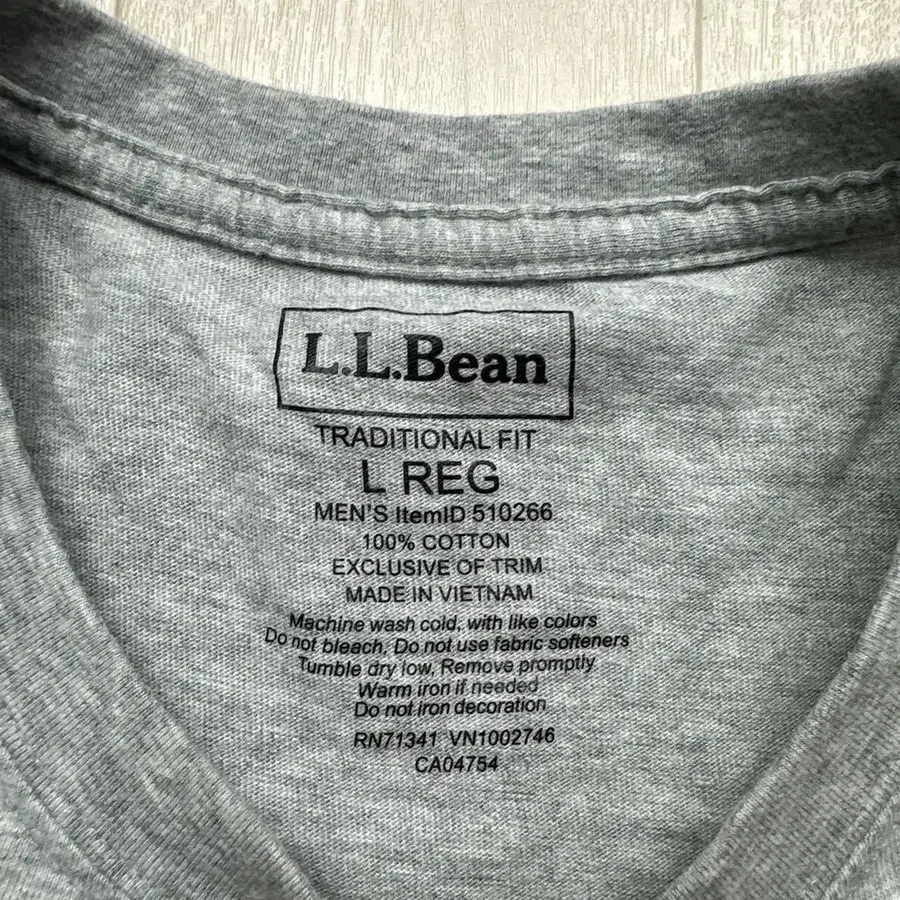 L.L.Bean
TRADITIONAL FIT
L REG
MEN'S ItemID 510266
100% COTTON
EXCLUSIVE OF TRIM
MADE IN VIETNAM
Machine wash cold, with like colors
Do not bleach, Do not use fabric softeners
Tumble dry low, Remove promptly
Warm iron if needed
Do not iron decoration
RN71341 VN1002746
CA04754